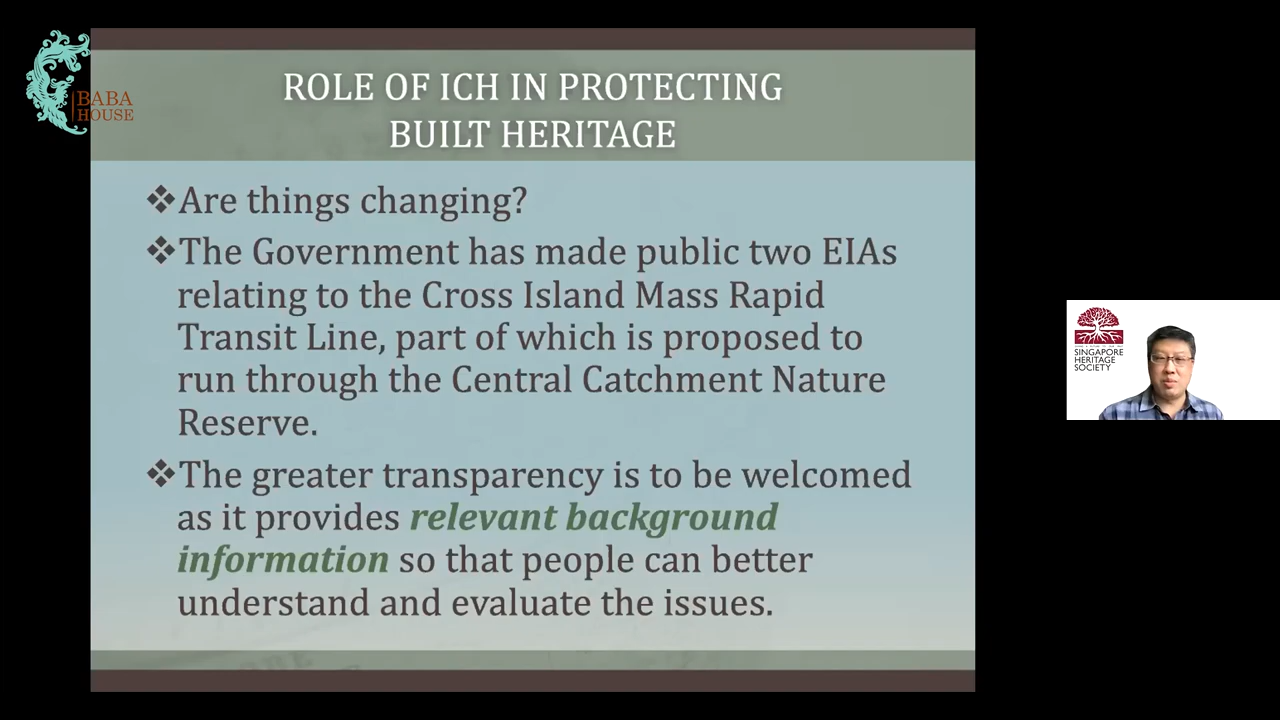 BABA
HOUSE
ROLE OF ICH IN PROTECTING
BUILT HERITAGE
❖Are things changing?
❖The Government has made public two EIAs
relating to the Cross Island Mass Rapid
Transit Line, part of which is proposed to
run through the Central Catchment Nature
Reserve.
❖The greater transparency is to be welcomed
as it provides relevant background
information so that people can better
understand and evaluate the issues.
SINGAPORE
HERITAGE
SOCIETY